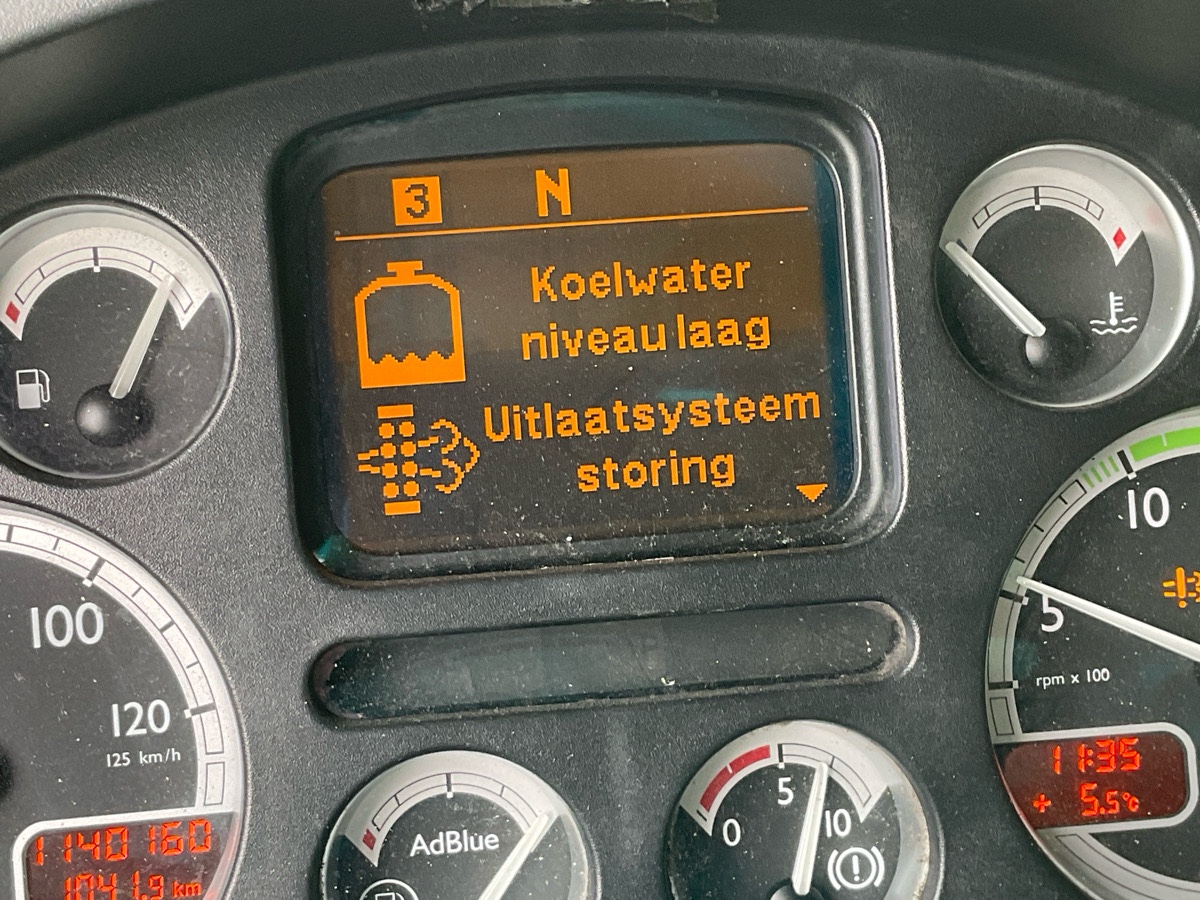 3 N
Koelwater
niveau laag
Uitlaatsysteem
storing
100
120
125 km/h
1140160
1041.9 km
AdBlue
0 5 10
10
5
rpm x 100
11:35
+ 5.5°c